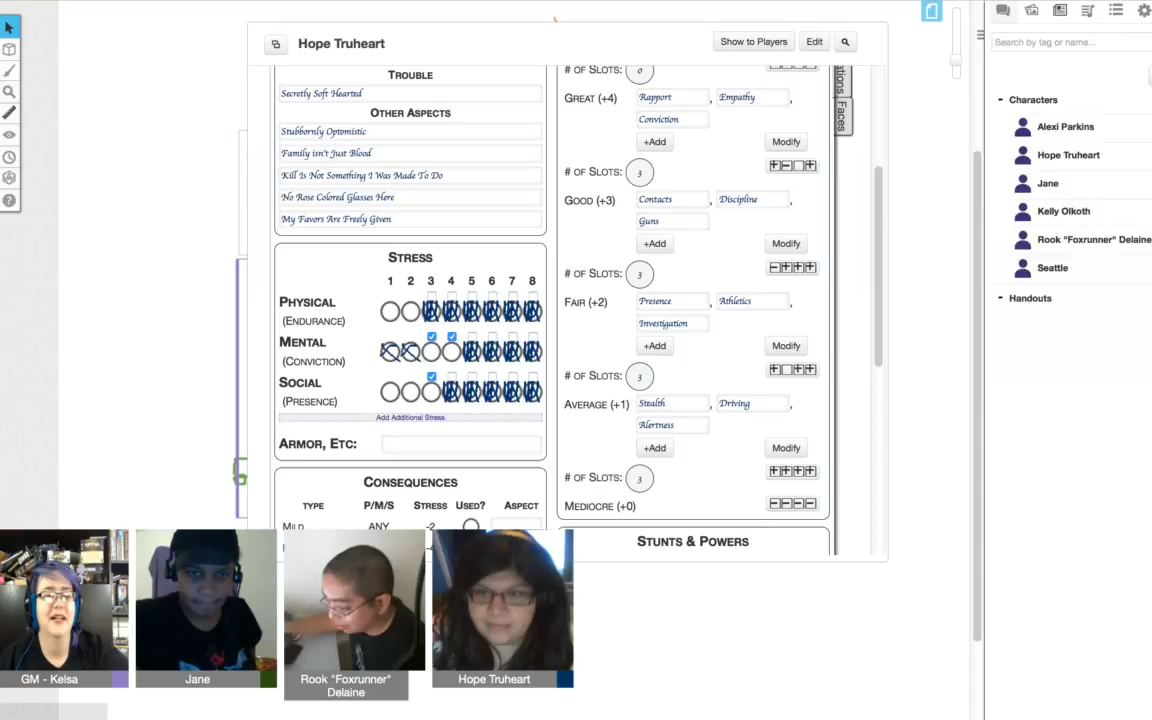 Hope Truheart
Show to Players
Edit
Search by tag or name...
TROUBLE
Secretly Soft Hearted
OTHER ASPECTS
Stubbornly Optomistic
Family isn't Just Blood
Kill Is Not Something I Was Made To Do
No Rose Colored Glasses Here
My Favors Are Freely Given
STRESS
1 2 3 4 5 6 7 8
PHYSICAL
(ENDURANCE)
MENTAL
(CONVICTION)
SOCIAL
(PRESENCE)
Add Additional Stress
ARMOR, ETC:
CONSEQUENCES
TYPE P/M/S STRESS USED? ASPECT
MILD ANY -2
# OF SLOTS: 0
GREAT (+4) Rapport , Empathy ,
Conviction
+Add Modify
# OF SLOTS: 3
GOOD (+3) Contacts , Discipline ,
Guns
+Add Modify
# OF SLOTS: 3
FAIR (+2) Presence , Athletics ,
Investigation
+Add Modify
# OF SLOTS: 3
AVERAGE (+1) Stealth , Driving ,
Alertness
+Add Modify
# OF SLOTS: 3
MEDIOCRE (+0)
STUNTS & POWERS
Faces
Characters
Alexi Parkins
Hope Truheart
Jane
Kelly Olkoth
Rook "Foxrunner" Delaine
Seattle
Handouts
GM - Kelsa
Jane
Rook "Foxrunner"
Delaine
Hope Truheart